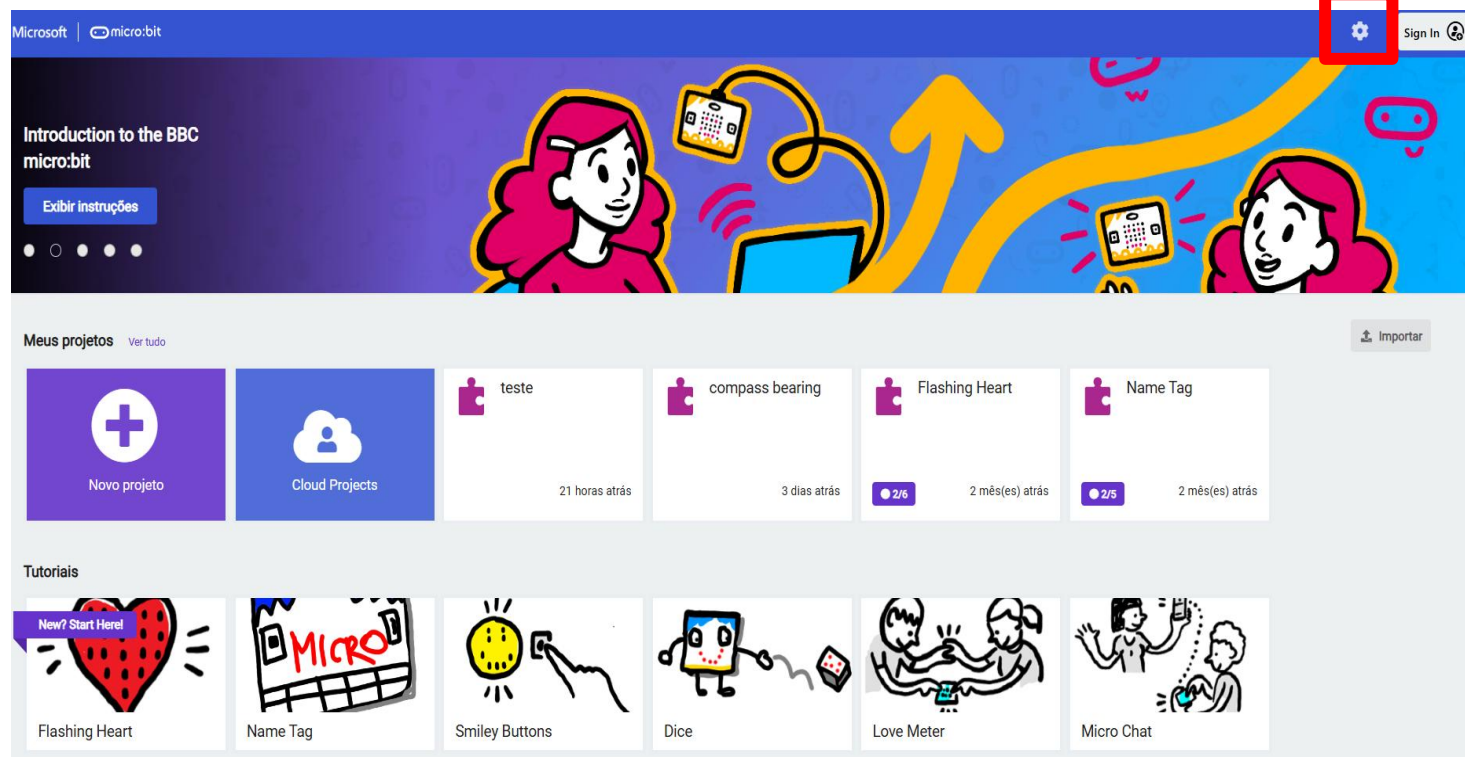 Microsoft micro:bit
Sign In
Introduction to the BBC
micro:bit
Exibir instruções
Meus projetos Ver tudo
Importar
Novo projeto
Cloud Projects
teste
21 horas atrás
compass bearing
3 dias atrás
Flashing Heart
2/6
2 mês(es) atrás
Name Tag
2/5
2 mês(es) atrás
Tutoriais
New? Start Here!
Flashing Heart
MICRO
Name Tag
Smiley Buttons
Dice
Love Meter
Micro Chat